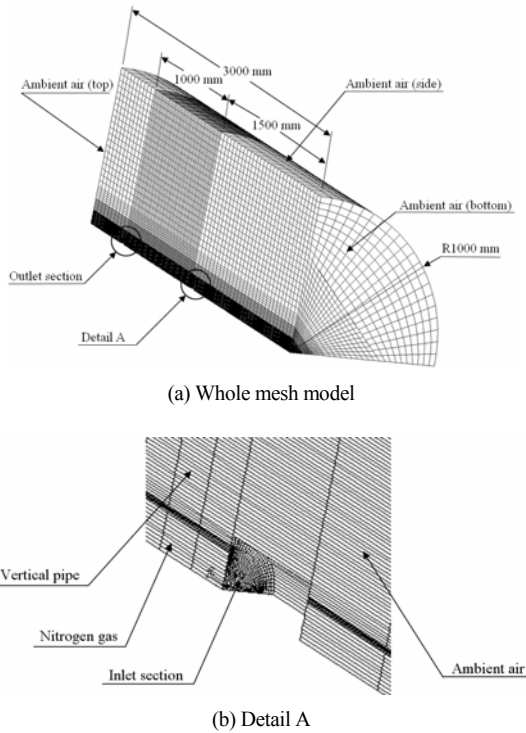 3000 mm
1000 mm
Ambient air (top)
Ambient air (side)
1500 mm
Ambient air (bottom)
R1000 mm
Outlet section
Detail A
(a) Whole mesh model
Vertical pipe
Nitrogen gas
Inlet section
Ambient air
(b) Detail A